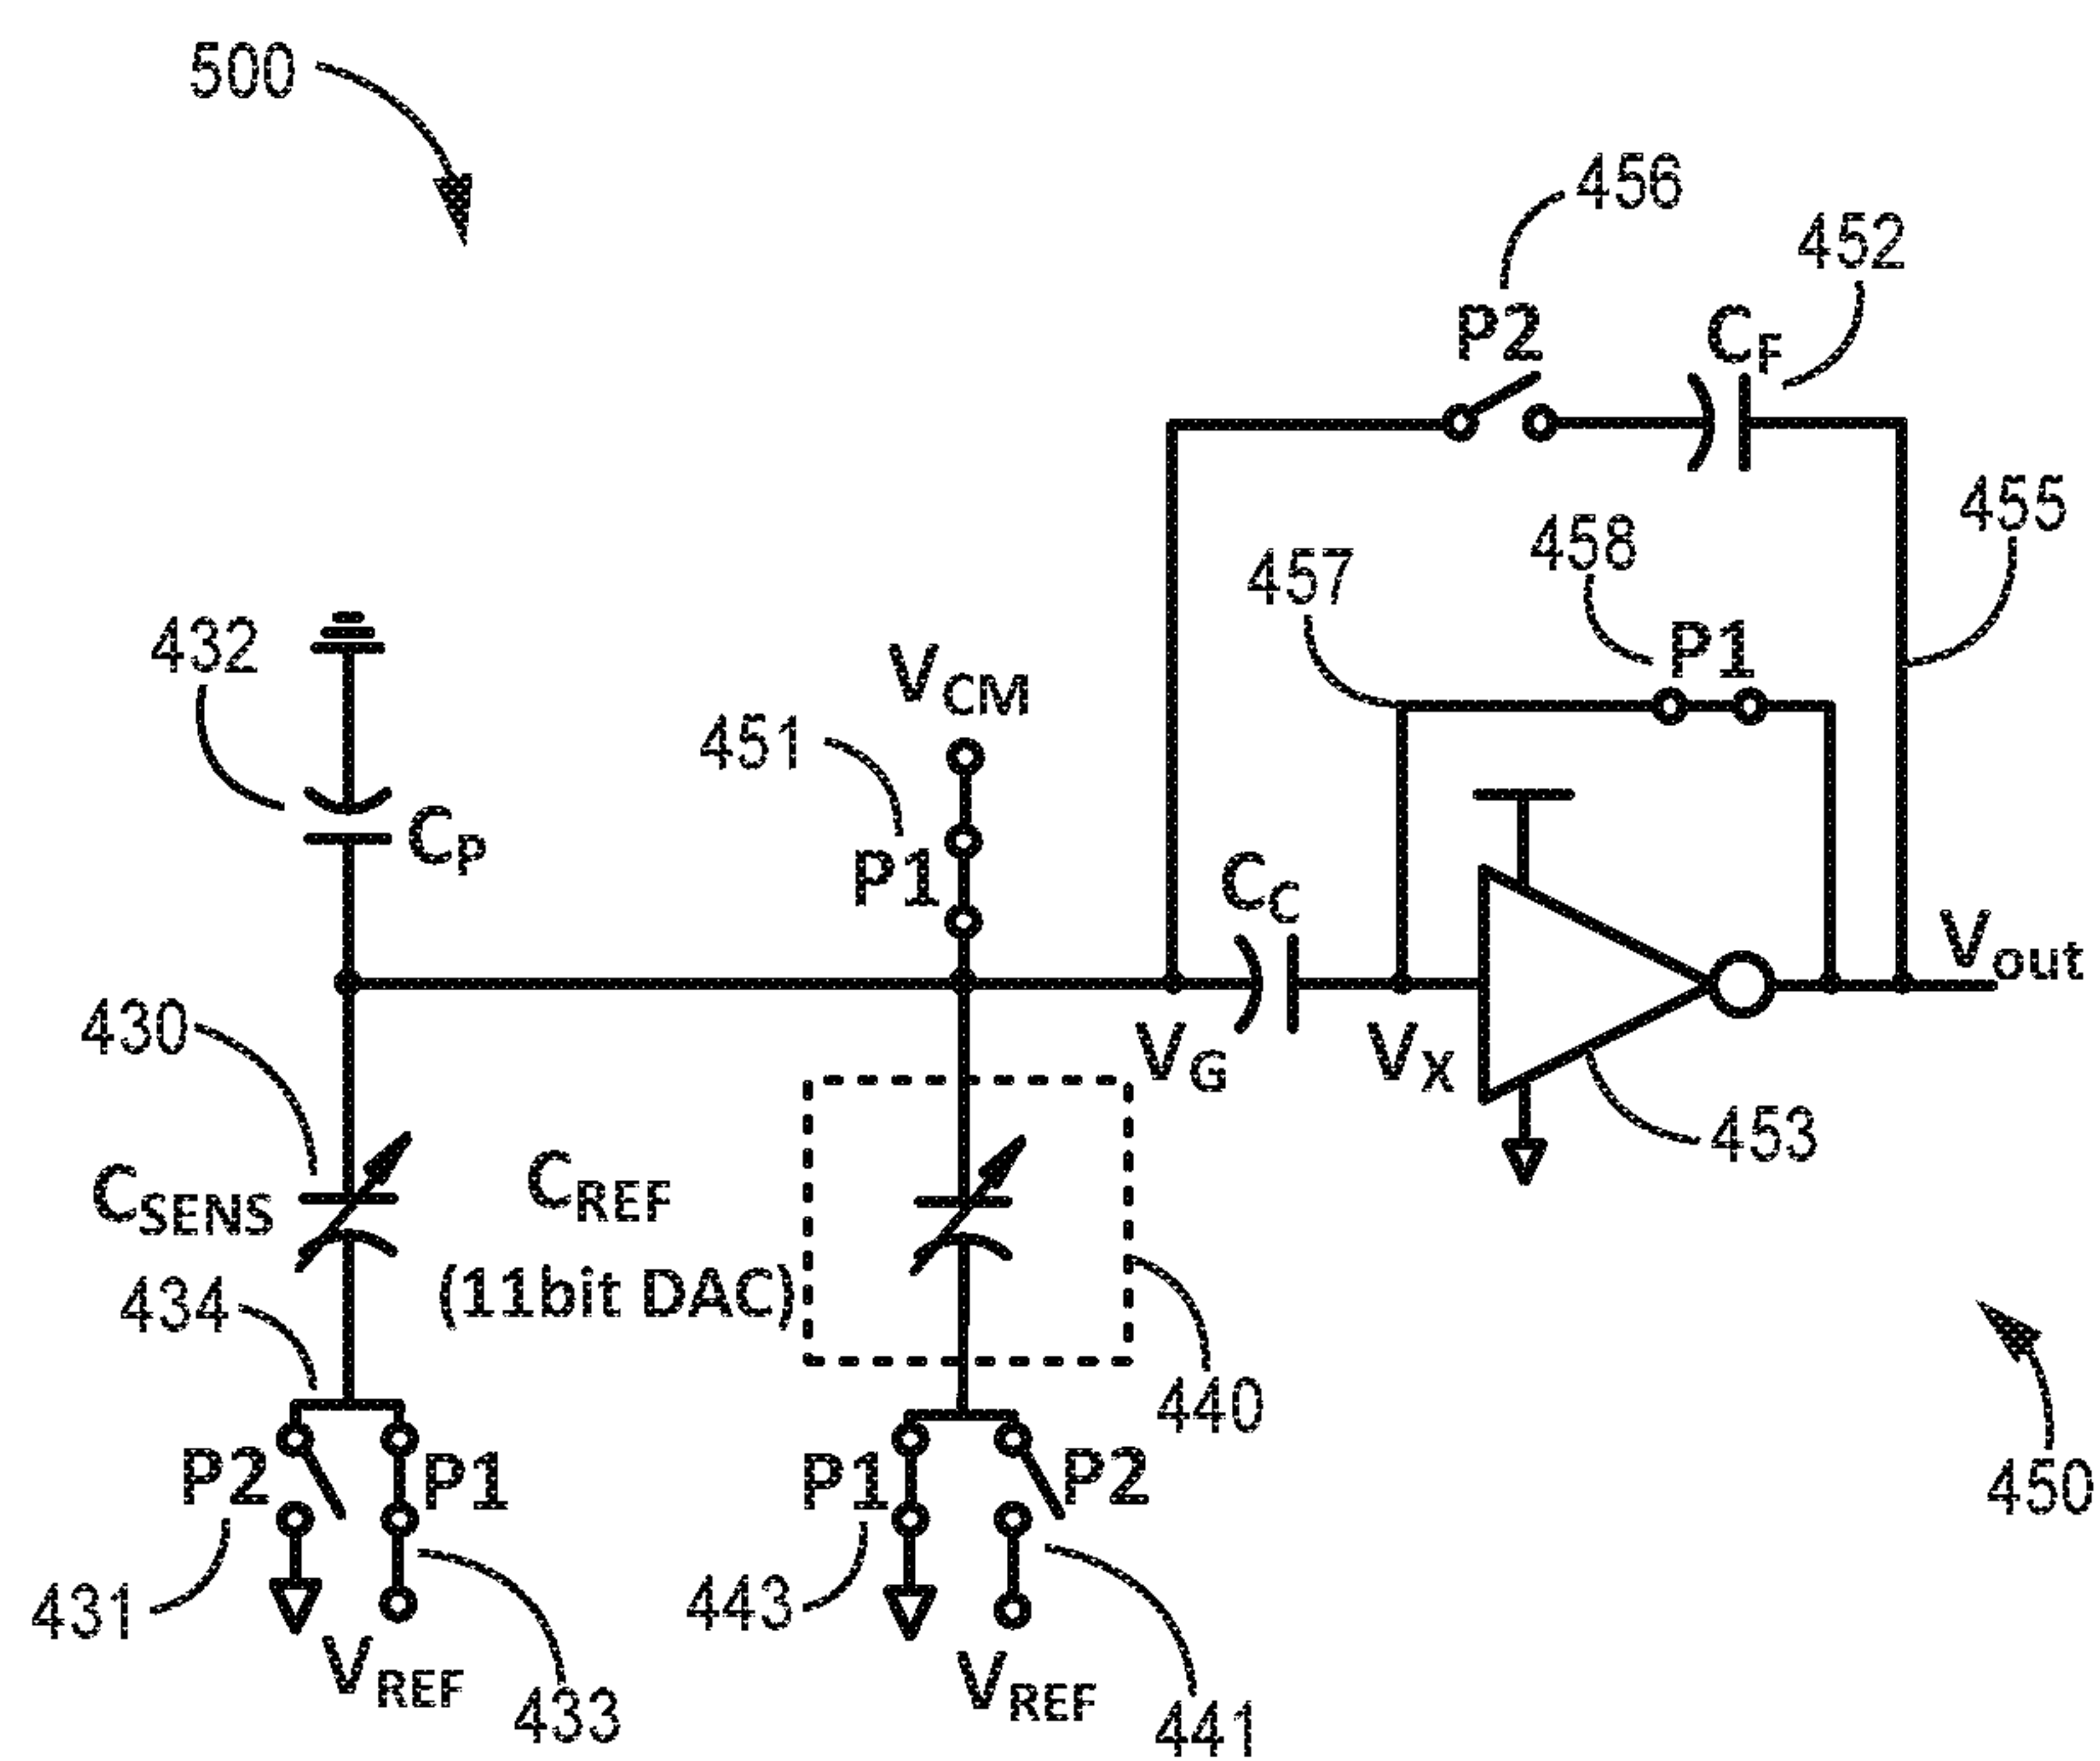 500
456
452
P2
CF
455
458
457
P1
432
VCM
451
CP
P1
CC
Vout
VG
VX
430
453
CSENS
CREF
434
(11bit DAC)
440
P2
P1
P1
P2
450
431
443
VREF
433
VREF
441